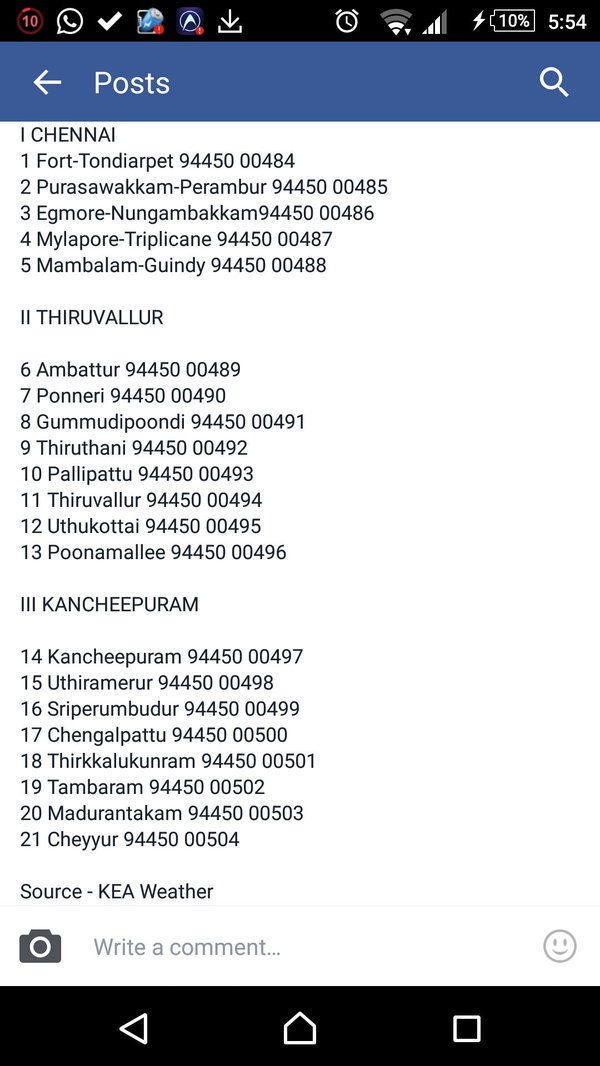 10
10%
5:54
Posts
I CHENNAI
1 Fort-Tondiarpet 94450 00484
2 Purasawakkam-Perambur 94450 00485
3 Egmore-Nungambakkam94450 00486
4 Mylapore-Triplicane 94450 00487
5 Mambalam-Guindy 94450 00488
II THIRUVALLUR
6 Ambattur 94450 00489
7 Ponneri 94450 00490
8 Gummudipoondi 94450 00491
9 Thiruthani 94450 00492
10 Pallipattu 94450 00493
11 Thiruvallur 94450 00494
12 Uthukottai 94450 00495
13 Poonamallee 94450 00496
III KANCHEEPURAM
14 Kancheepuram 94450 00497
15 Uthiramerur 94450 00498
16 Sriperumbudur 94450 00499
17 Chengalpattu 94450 00500
18 Thirkkalukunram 94450 00501
19 Tambaram 94450 00502
20 Madurantakam 94450 00503
21 Cheyyur 94450 00504
Source - KEA Weather
Write a comment...